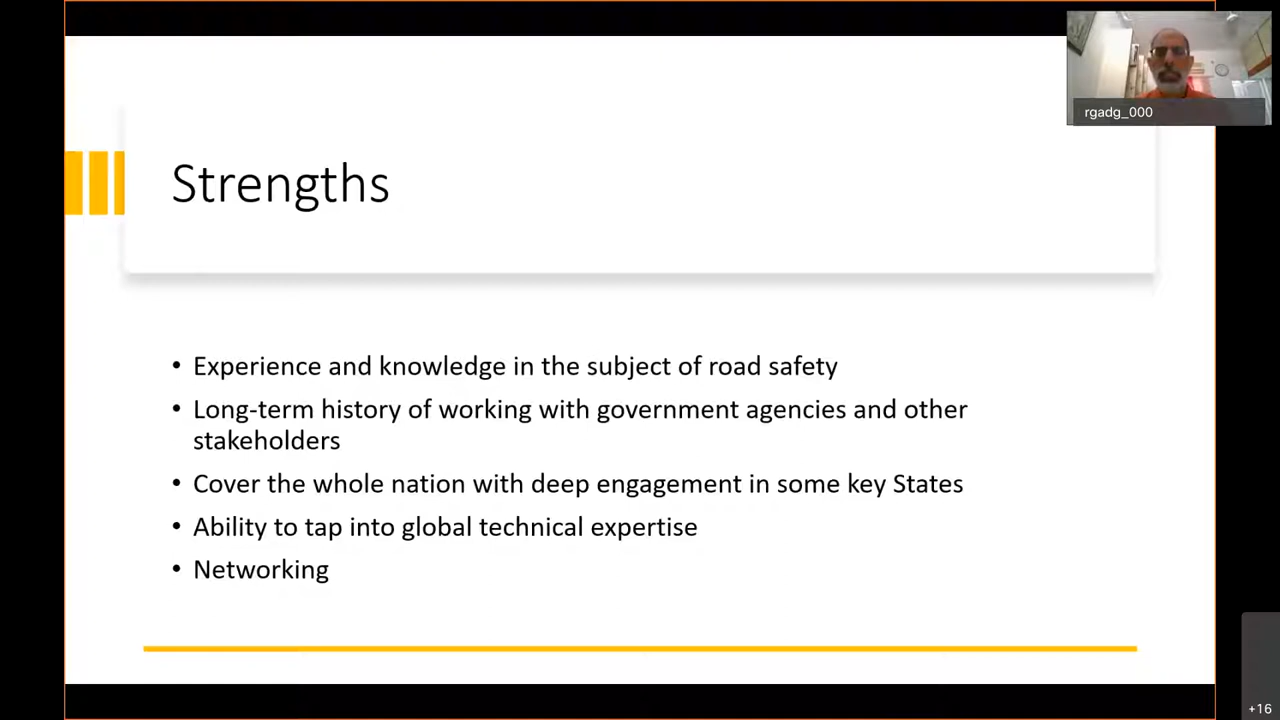 rgadg_000
Strengths
• Experience and knowledge in the subject of road safety
• Long-term history of working with government agencies and other
stakeholders
• Cover the whole nation with deep engagement in some key States
• Ability to tap into global technical expertise
• Networking
+16